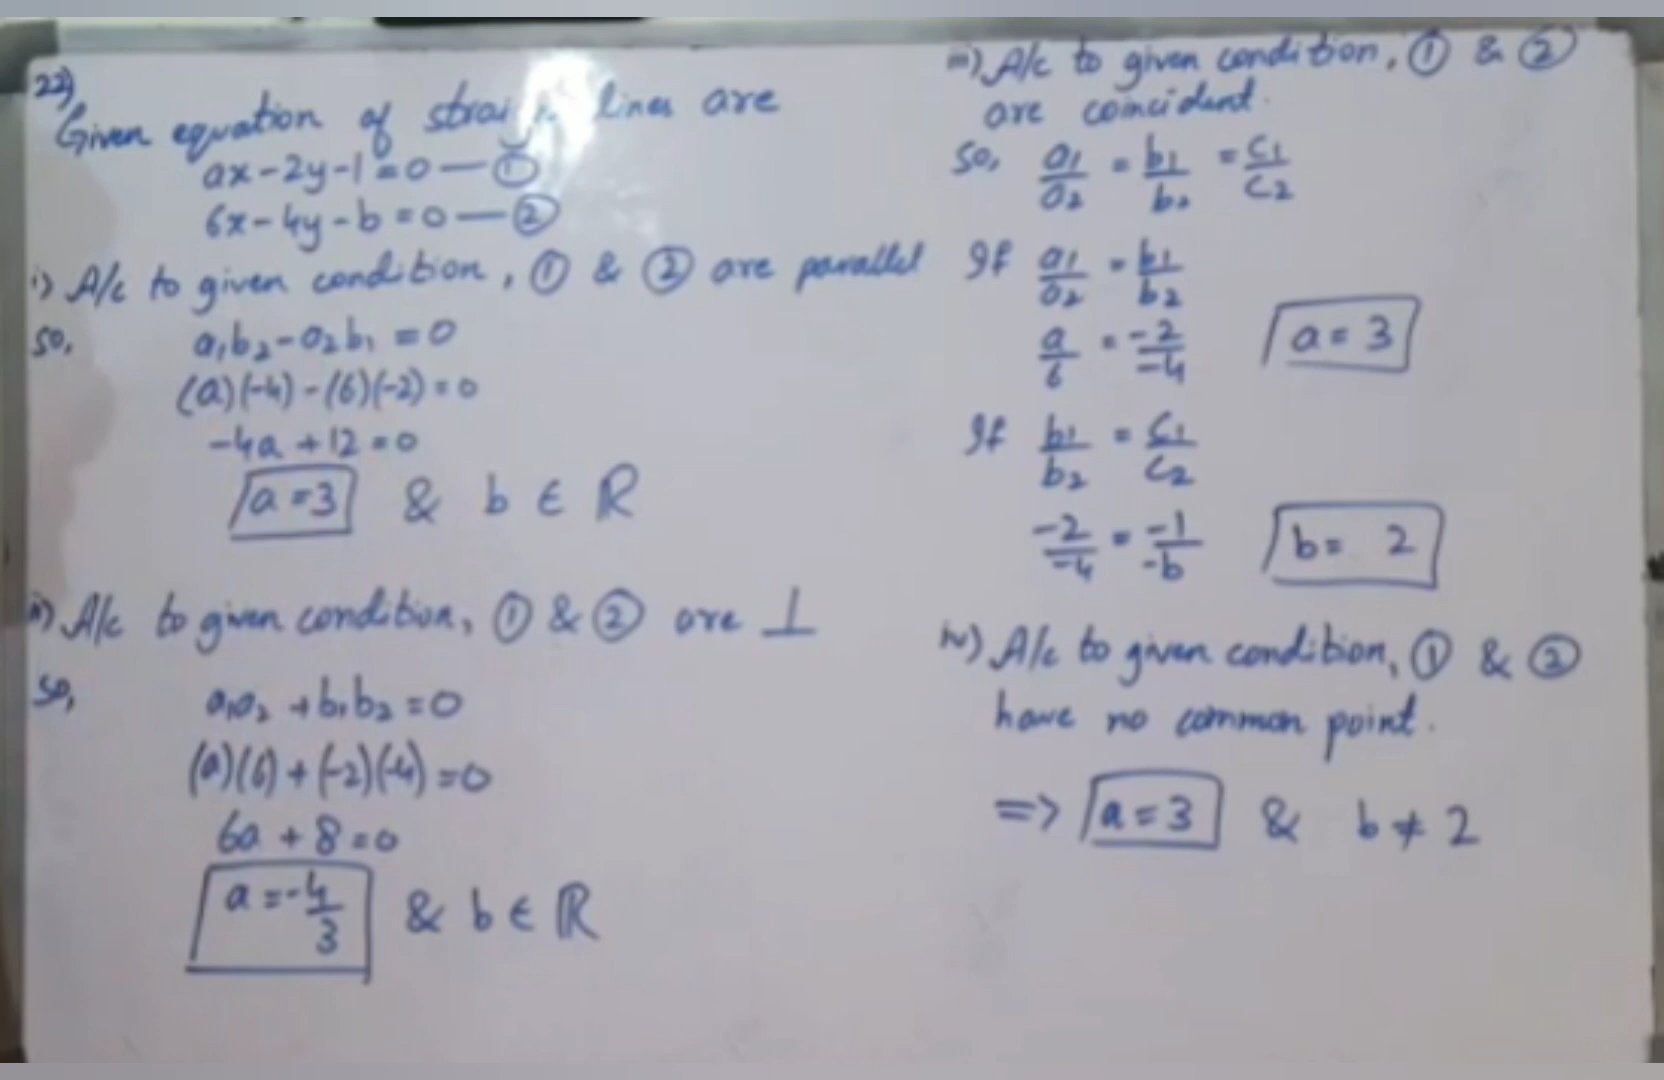 22)
Given equation of lines are
ax-2y-1=0 — ①
6x-4y-b=0 — ②
i) A/c to given condition, ① & ② are parallel
so, a₁b₂-a₂b₁=0
(a)(-4)-(6)(-2)=0
-4a+12=0
a=3 & b ∈ ℝ
ii) A/c to given condition, ① & ② are ⊥
so, a₁a₂+b₁b₂=0
(a)(6)+(-2)(-4)=0
6a+8=0
a=-4/3 & b ∈ ℝ
iii) A/c to given condition, ① & ②
are coincident.
so, a₁/a₂ = b₁/b₂ = c₁/c₂
If a₁/a₂ = b₁/b₂
a/6 = -2/-4 a=3
If b₁/b₂ = c₁/c₂
-2/-4 = -1/-b b= 2
iv) A/c to given condition, ① & ②
have no common point.
=> a=3 & b≠2